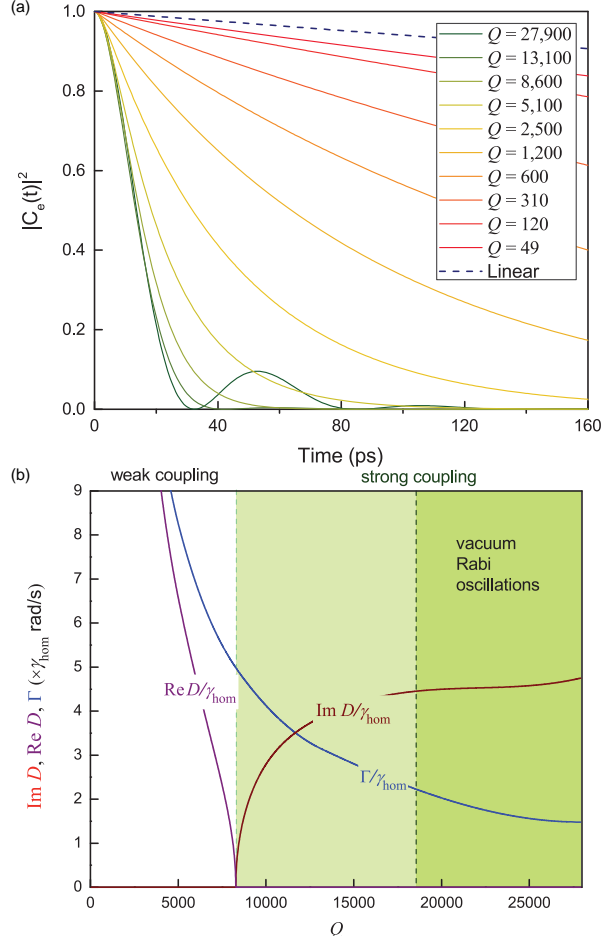 (a)
1.0
0.8
0.6
0.4
0.2
0.0
|C_e(t)|²
Q = 27,900
Q = 13,100
Q = 8,600
Q = 5,100
Q = 2,500
Q = 1,200
Q = 600
Q = 310
Q = 120
Q = 49
Linear
0 40 80 120 160
Time (ps)
(b)
weak coupling strong coupling
9
8
7
6
5
4
3
2
1
0
Im D, Re D, Γ (×γ_hom rad/s)
vacuum
Rabi
oscillations
Re D/γ_hom
Im D/γ_hom
Γ/γ_hom
0 5000 10000 15000 20000 25000
Q